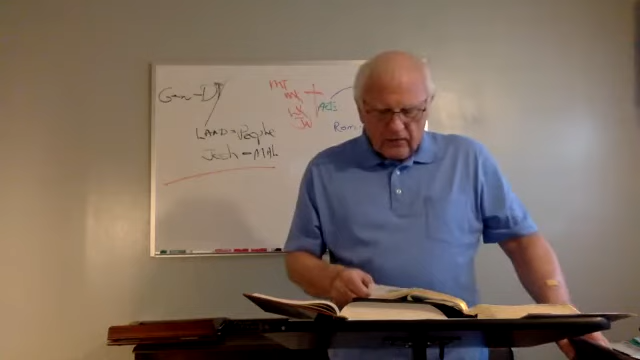 Gen - DT
LAND - People
Josh - MAL
MT
MK
LK
JN
ACTS
Rom